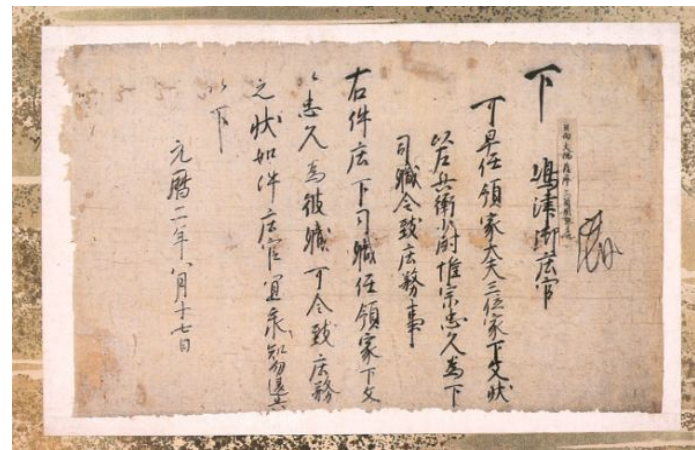 下 嶋津御庄官
可早任領家大夫三位家下文状
以左兵衛少尉惟宗忠久為下
司職令致庄務事
右件庄下司職任領家下文
以忠久為彼職可令致庄務
之状如件庄官宜承知勿違失
以下
元暦二年八月十七日